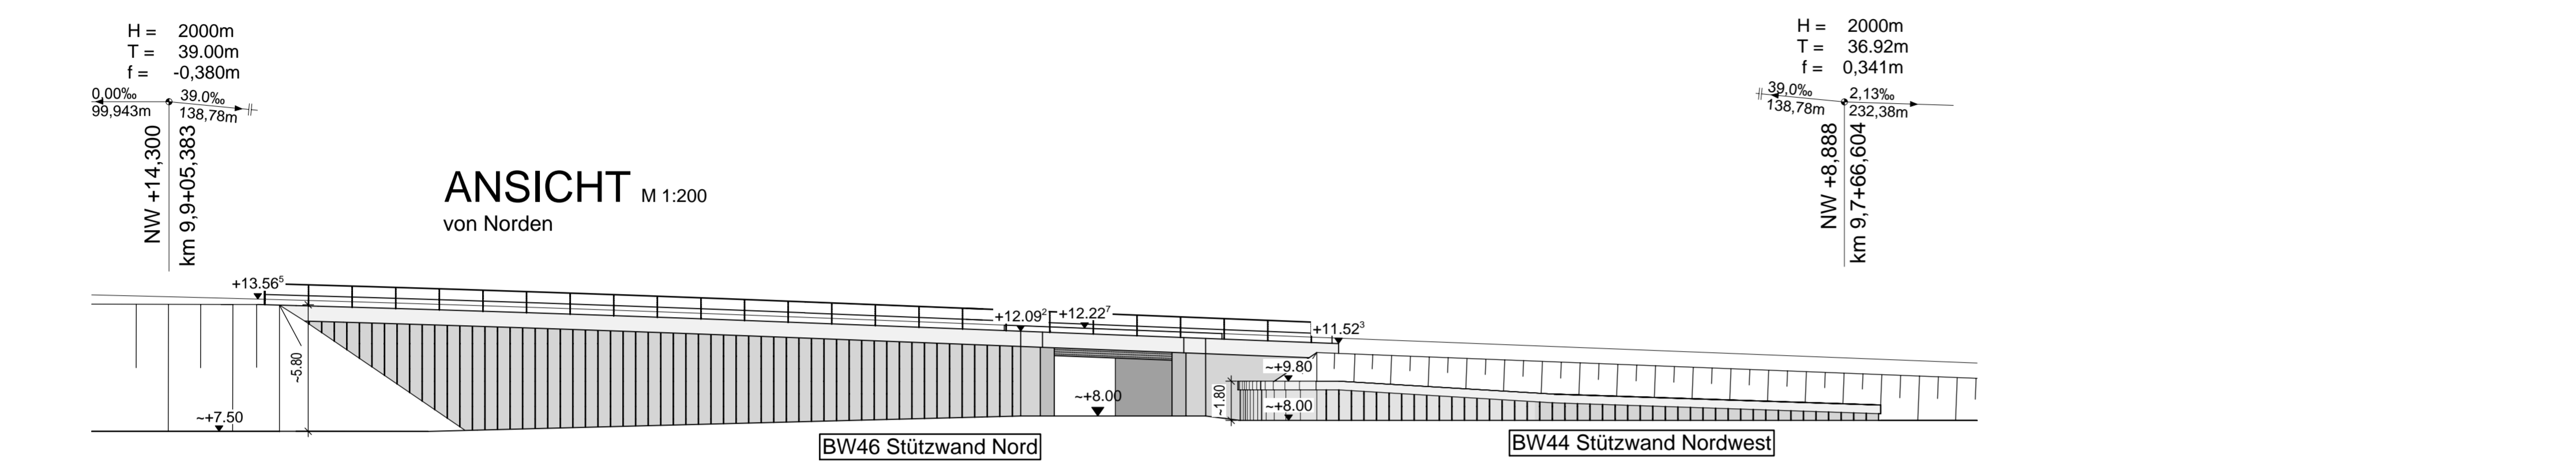 H = 2000m
T = 39.00m
f = -0,380m
0,00‰ 39.0‰
99,943m 138,78m
NW +14,300
km 9,9+05,383
H = 2000m
T = 36.92m
f = 0,341m
39,0‰ 2,13‰
138,78m 232,38m
NW +8,888
km 9,7+66,604
ANSICHT M 1:200
von Norden
+13.56⁵
+12.09² +12.22⁷
+11.52³
~5.80
~+9.80
~1.80
~+8.00
~+8.00
~+7.50
BW46 Stützwand Nord
BW44 Stützwand Nordwest